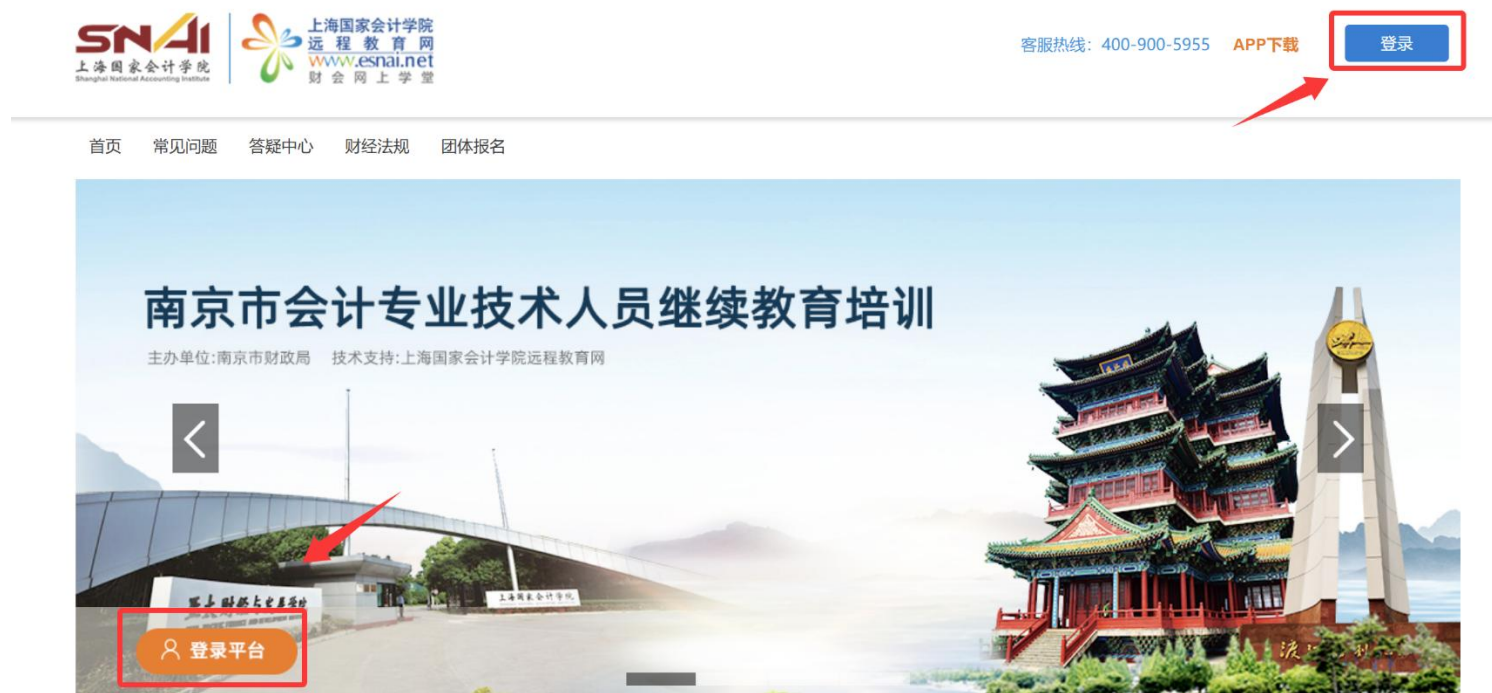 SNAI
上海国家会计学院
Shanghai National Accounting Institute
上海国家会计学院
远程教育网
www.esnai.net
财会网上学堂
客服热线：400-900-5955 APP下载 登录
首页 常见问题 答疑中心 财经法规 团体报名
南京市会计专业技术人员继续教育培训
主办单位:南京市财政局 技术支持:上海国家会计学院远程教育网
上海国家会计学院
登录平台